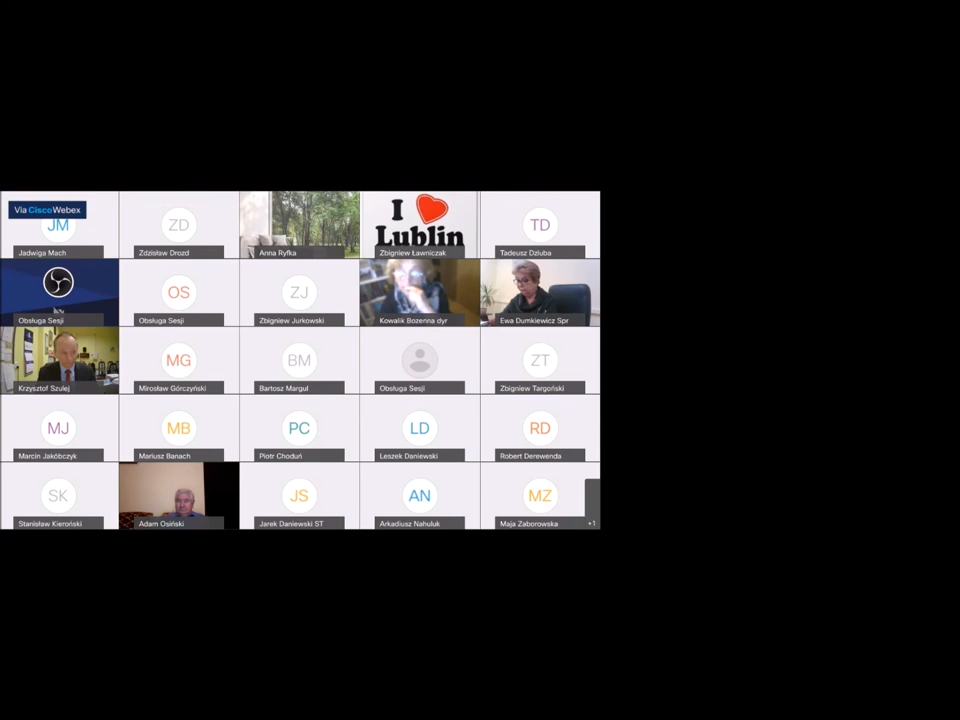 Via Cisco Webex
JM
Jadwiga Mach
ZD
Zdzisław Drozd
Anna Ryfka
I
Lublin
Zbigniew Ławniczak
TD
Tadeusz Dziuba
Obsługa Sesji
OS
Obsługa Sesji
ZJ
Zbigniew Jurkowski
Kowalik Bozenna dyr
Ewa Dumkiewicz Spr
Krzysztof Szulej
MG
Mirosław Górczyński
BM
Bartosz Margul
Obsługa Sesji
ZT
Zbigniew Targoński
MJ
Marcin Jakóbczyk
MB
Mariusz Banach
PC
Piotr Choduń
LD
Leszek Daniewski
RD
Robert Derewenda
SK
Stanisław Kieroński
Adam Osiński
JS
Jarek Daniewski ST
AN
Arkadiusz Nahuluk
MZ
Maja Zaborowska
+1